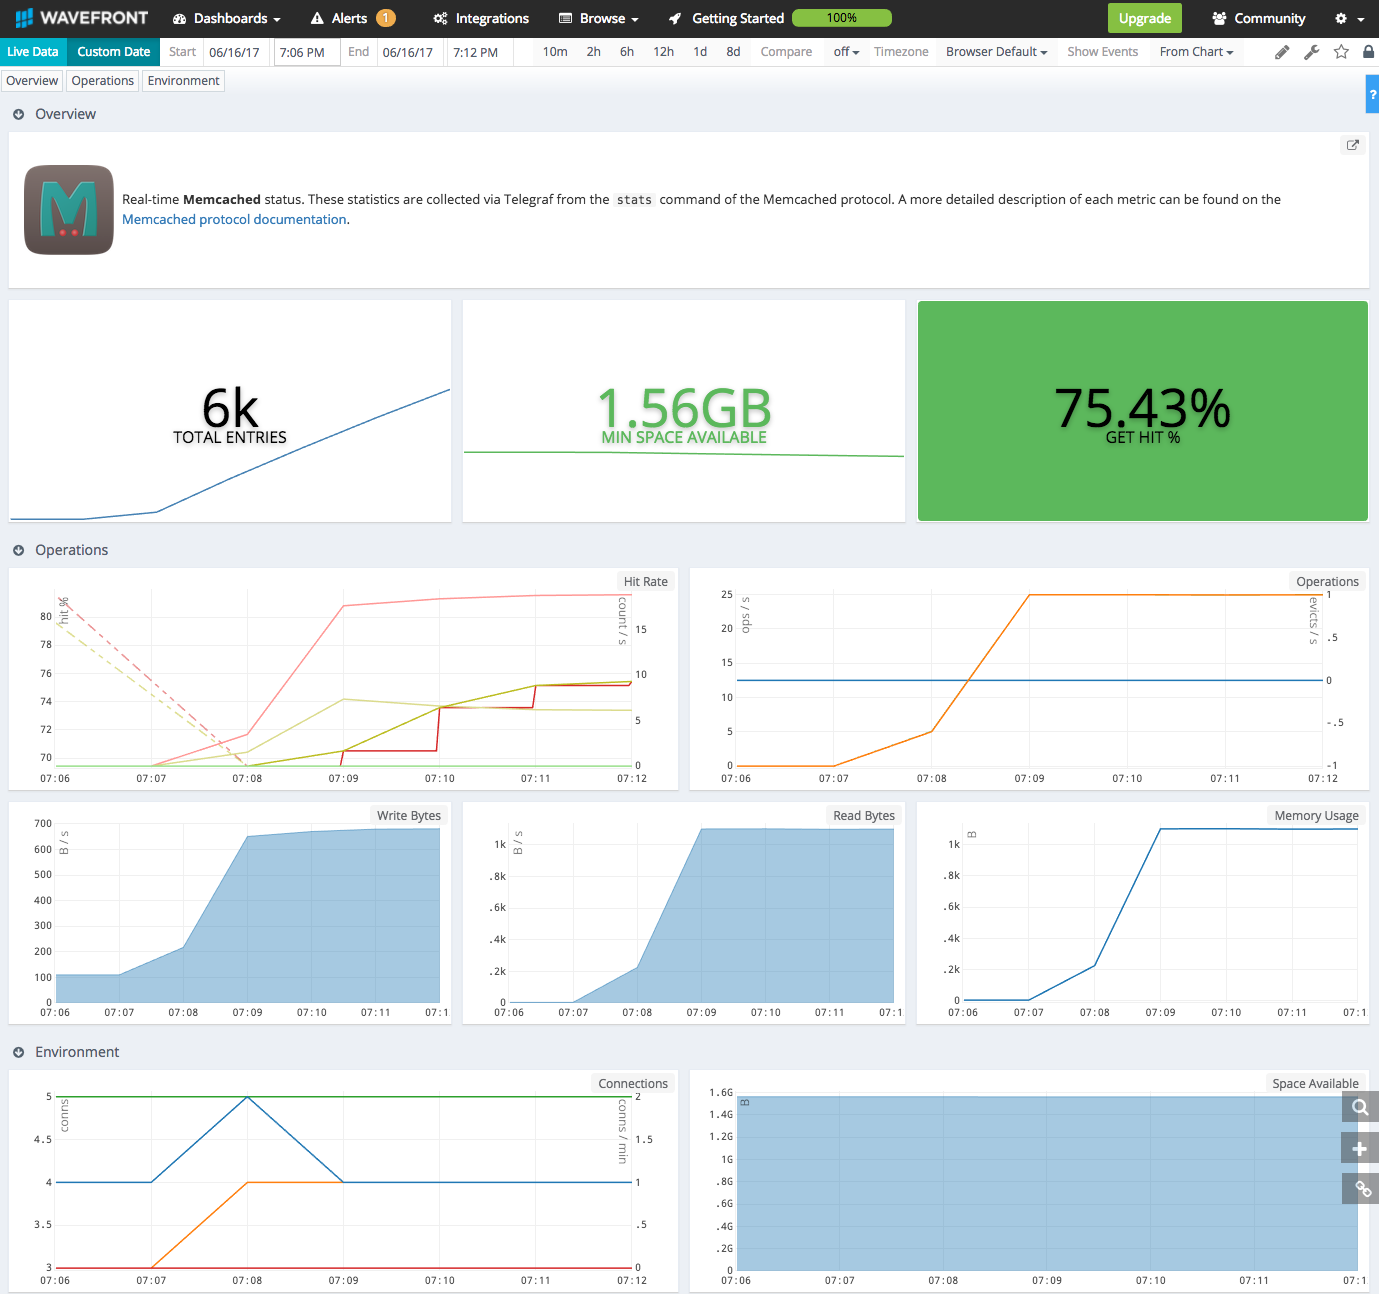 WAVEFRONT Dashboards Alerts 1 Integrations Browse Getting Started 100% Upgrade Community
Live Data Custom Date Start 06/16/17 7:06 PM End 06/16/17 7:12 PM 10m 2h 6h 12h 1d 8d Compare off Timezone Browser Default Show Events From Chart
Overview Operations Environment
?
Overview
M
Real-time Memcached status. These statistics are collected via Telegraf from the stats command of the Memcached protocol. A more detailed description of each metric can be found on the
Memcached protocol documentation.
6k
TOTAL ENTRIES
1.56GB
MIN SPACE AVAILABLE
75.43%
GET HIT %
Operations
Hit Rate
hit %
count / s
80
78
76
74
72
70
15
10
5
0
07:06 07:07 07:08 07:09 07:10 07:11 07:12
Operations
ops / s
evicts / s
25
20
15
10
5
0
1
.5
0
-.5
-1
07:06 07:07 07:08 07:09 07:10 07:11 07:12
Write Bytes
B / s
700
600
500
400
300
200
100
0
07:06 07:07 07:08 07:09 07:10 07:11 07:1
Read Bytes
B / s
1k
.8k
.6k
.4k
.2k
0
07:06 07:07 07:08 07:09 07:10 07:11 07:1
Memory Usage
B
1k
.8k
.6k
.4k
.2k
0
07:06 07:07 07:08 07:09 07:10 07:11 07:1
Environment
Connections
conns
conns / min
5
4.5
4
3.5
3
2
1.5
1
.5
0
07:06 07:07 07:08 07:09 07:10 07:11 07:12
Space Available
B
1.6G
1.4G
1.2G
1G
.8G
.6G
.4G
.2G
0
07:06 07:07 07:08 07:09 07:10 07:11 07:1